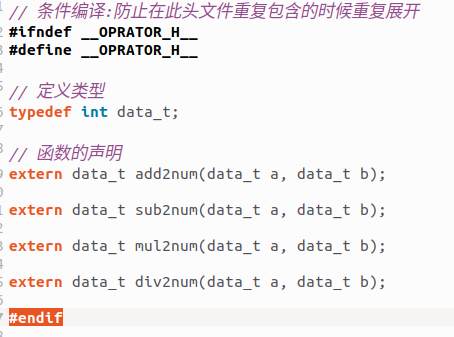 // 条件编译:防止在此头文件重复包含的时候重复展开
#ifndef __OPRATOR_H__
#define __OPRATOR_H__
// 定义类型
typedef int data_t;
// 函数的声明
extern data_t add2num(data_t a, data_t b);
extern data_t sub2num(data_t a, data_t b);
extern data_t mul2num(data_t a, data_t b);
extern data_t div2num(data_t a, data_t b);
#endif